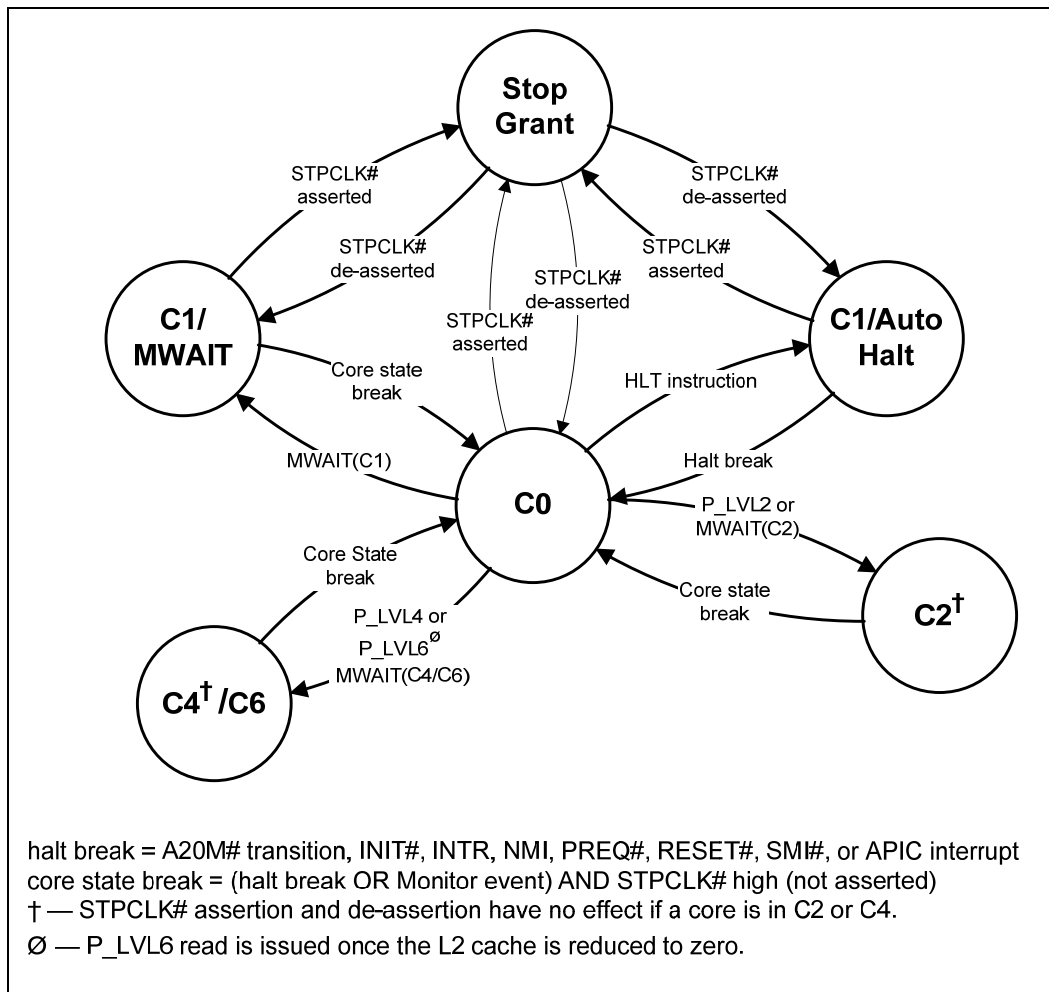 Stop
Grant
STPCLK#
asserted
STPCLK#
de-asserted
STPCLK#
de-asserted
STPCLK#
asserted
STPCLK#
de-asserted
STPCLK#
asserted
C1/
MWAIT
C1/Auto
Halt
Core state
break
HLT instruction
MWAIT(C1)
Halt break
C0
P_LVL2 or
MWAIT(C2)
Core State
break
Core state
break
C2†
P_LVL4 or
P_LVL6ø
MWAIT(C4/C6)
C4† /C6
halt break = A20M# transition, INIT#, INTR, NMI, PREQ#, RESET#, SMI#, or APIC interrupt
core state break = (halt break OR Monitor event) AND STPCLK# high (not asserted)
† — STPCLK# assertion and de-assertion have no effect if a core is in C2 or C4.
Ø — P_LVL6 read is issued once the L2 cache is reduced to zero.